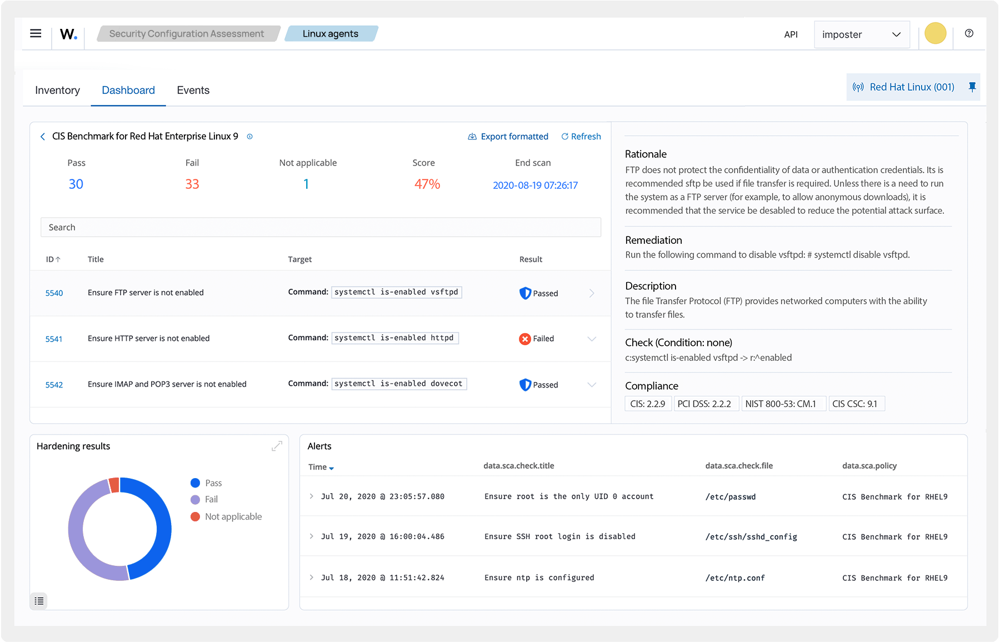 W.
Security Configuration Assessment
Linux agents
API
imposter
Inventory
Dashboard
Events
Red Hat Linux (001)
CIS Benchmark for Red Hat Enterprise Linux 9
Export formatted
Refresh
Pass
Fail
Not applicable
Score
End scan
30
33
1
47%
2020-08-19 07:26:17
Search
ID
Title
Target
Result
5540
Ensure FTP server is not enabled
Command: systemctl is-enabled vsftpd
Passed
5541
Ensure HTTP server is not enabled
Command: systemctl is-enabled httpd
Failed
5542
Ensure IMAP and POP3 server is not enabled
Command: systemctl is-enabled dovecot
Passed
Rationale
FTP does not protect the confidentiality of data or authentication credentials. Its is
recommended sftp be used if file transfer is required. Unless there is a need to run
the system as a FTP server (for example, to allow anonymous downloads), it is
recommended that the service be desabled to reduce the potential attack surface.
Remediation
Run the following command to disable vsftpd: # systemctl disable vsftpd.
Description
The file Transfer Protocol (FTP) provides networked computers with the ability
to transfer files.
Check (Condition: none)
c:systemctl is-enabled vsftpd -> r:^enabled
Compliance
CIS: 2.2.9
PCI DSS: 2.2.2
NIST 800-53: CM.1
CIS CSC: 9.1
Hardening results
Pass
Fail
Not applicable
Alerts
Time
data.sca.check.title
data.sca.check.file
data.sca.policy
Jul 20, 2020 @ 23:05:57.080
Ensure root is the only UID 0 account
/etc/passwd
CIS Benchmark for RHEL9
Jul 19, 2020 @ 16:00:04.486
Ensure SSH root login is disabled
/etc/ssh/sshd_config
CIS Benchmark for RHEL9
Jul 18, 2020 @ 11:51:42.824
Ensure ntp is configured
/etc/ntp.conf
CIS Benchmark for RHEL9